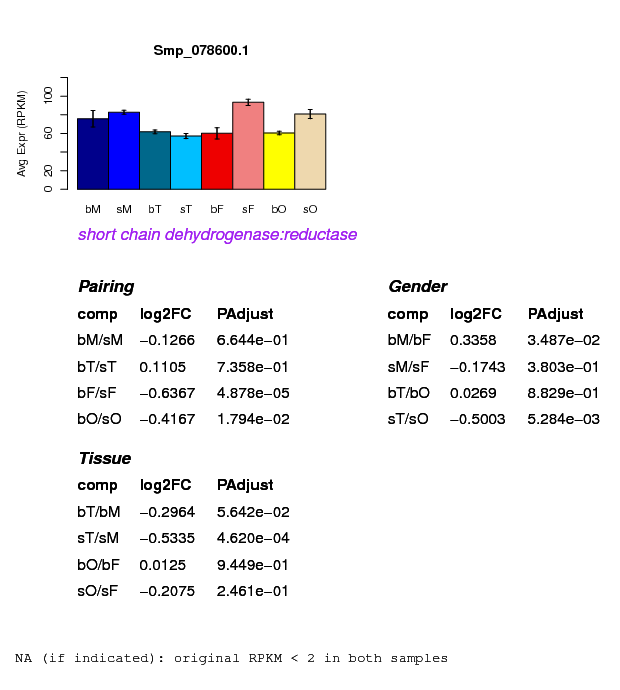 Smp_078600.1
Avg Expr (RPKM)
0 20 60 100
bM sM bT sT bF sF bO sO
short chain dehydrogenase:reductase
Pairing
comp log2FC PAdjust
bM/sM −0.1266 6.644e−01
bT/sT 0.1105 7.358e−01
bF/sF −0.6367 4.878e−05
bO/sO −0.4167 1.794e−02
Gender
comp log2FC PAdjust
bM/bF 0.3358 3.487e−02
sM/sF −0.1743 3.803e−01
bT/bO 0.0269 8.829e−01
sT/sO −0.5003 5.284e−03
Tissue
comp log2FC PAdjust
bT/bM −0.2964 5.642e−02
sT/sM −0.5335 4.620e−04
bO/bF 0.0125 9.449e−01
sO/sF −0.2075 2.461e−01
NA (if indicated): original RPKM < 2 in both samples